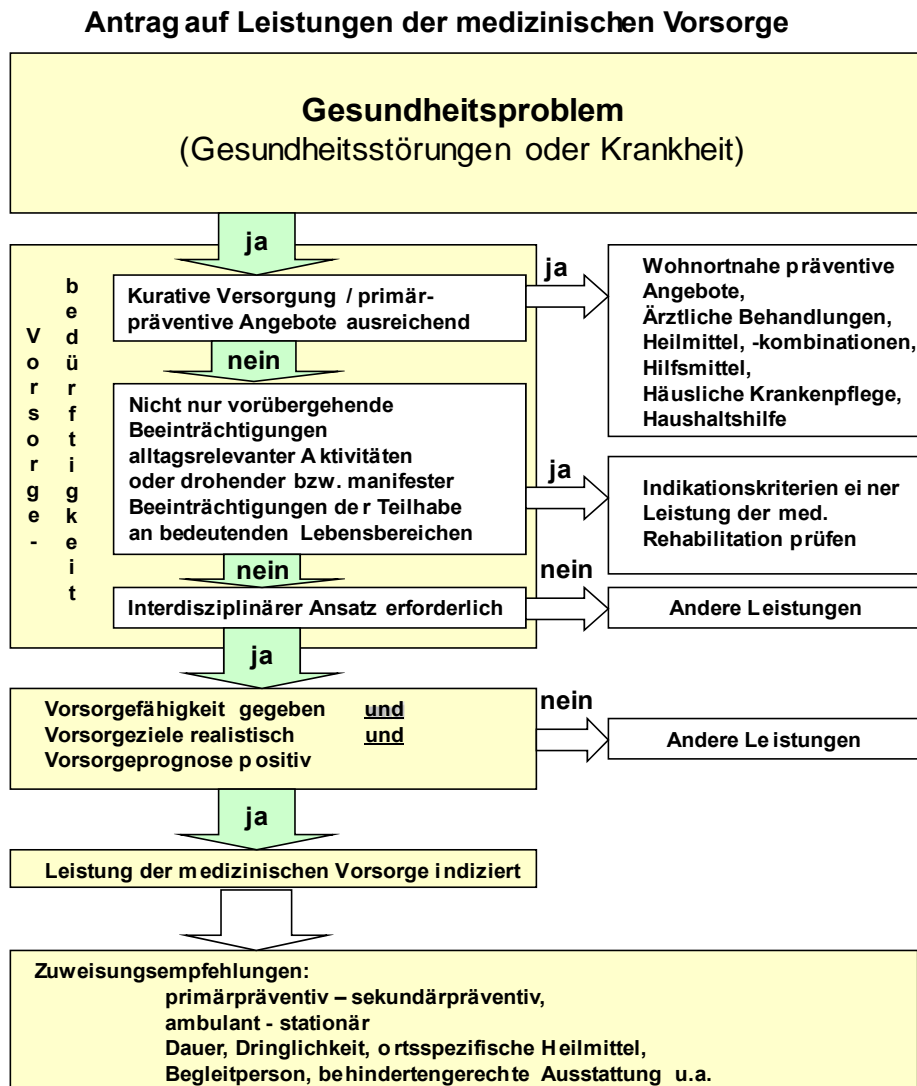 Antrag auf Leistungen der medizinischen Vorsorge
Gesundheitsproblem
(Gesundheitsstörungen oder Krankheit)
ja
Vorsorge-
bedürftigkeit
Kurative Versorgung / primär-
präventive Angebote ausreichend
ja
Wohnortnahe präventive
Angebote,
Ärztliche Behandlungen,
Heilmittel, -kombinationen,
Hilfsmittel,
Häusliche Krankenpflege,
Haushaltshilfe
nein
Nicht nur vorübergehende
Beeinträchtigungen
alltagsrelevanter Aktivitäten
oder drohender bzw. manifester
Beeinträchtigungen der Teilhabe
an bedeutenden Lebensbereichen
ja
Indikationskriterien einer
Leistung der med.
Rehabilitation prüfen
nein
Interdisziplinärer Ansatz erforderlich
nein
Andere Leistungen
ja
Vorsorgefähigkeit gegeben und
Vorsorgeziele realistisch und
Vorsorgeprognose positiv
nein
Andere Leistungen
ja
Leistung der medizinischen Vorsorge indiziert
Zuweisungsempfehlungen:
primärpräventiv – sekundärpräventiv,
ambulant - stationär
Dauer, Dringlichkeit, ortsspezifische Heilmittel,
Begleitperson, behindertengerechte Ausstattung u.a.